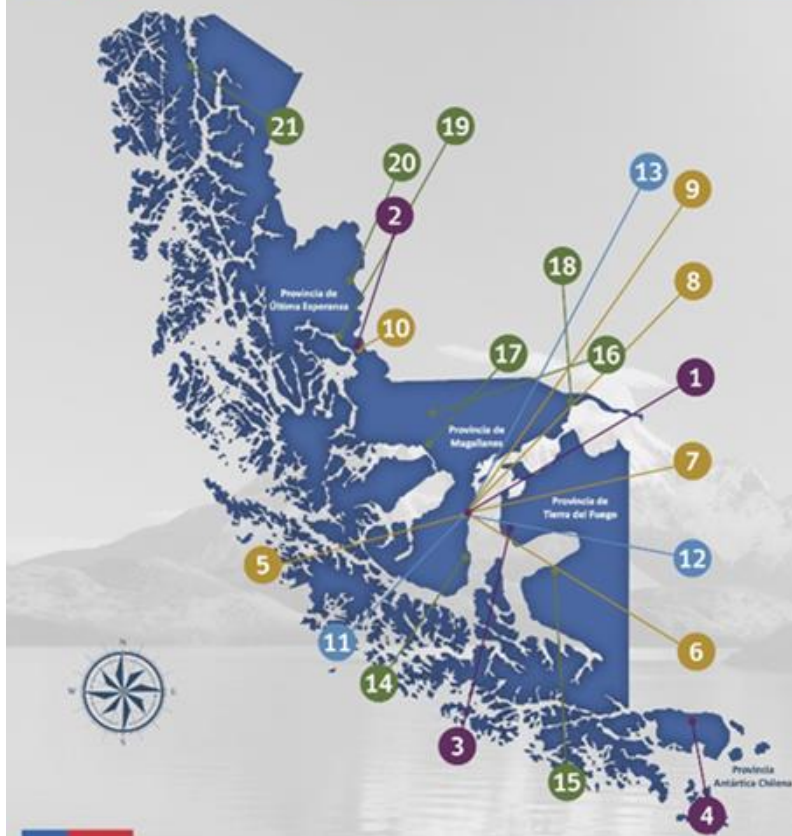 21
19
20
2
13
9
18
8
Provincia de
Última Esperanza
10
17
16
1
Provincia de
Magallanes
7
Provincia de
Tierra del Fuego
5
12
11
6
14
3
15
4
Provincia
Antártica Chilena
N
W
E
S